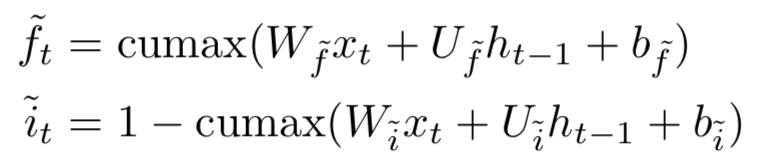 f̃_t = cumax(W_f̃ x_t + U_f̃ h_{t−1} + b_f̃)
ĩ_t = 1 − cumax(W_ĩ x_t + U_ĩ h_{t−1} + b_ĩ)